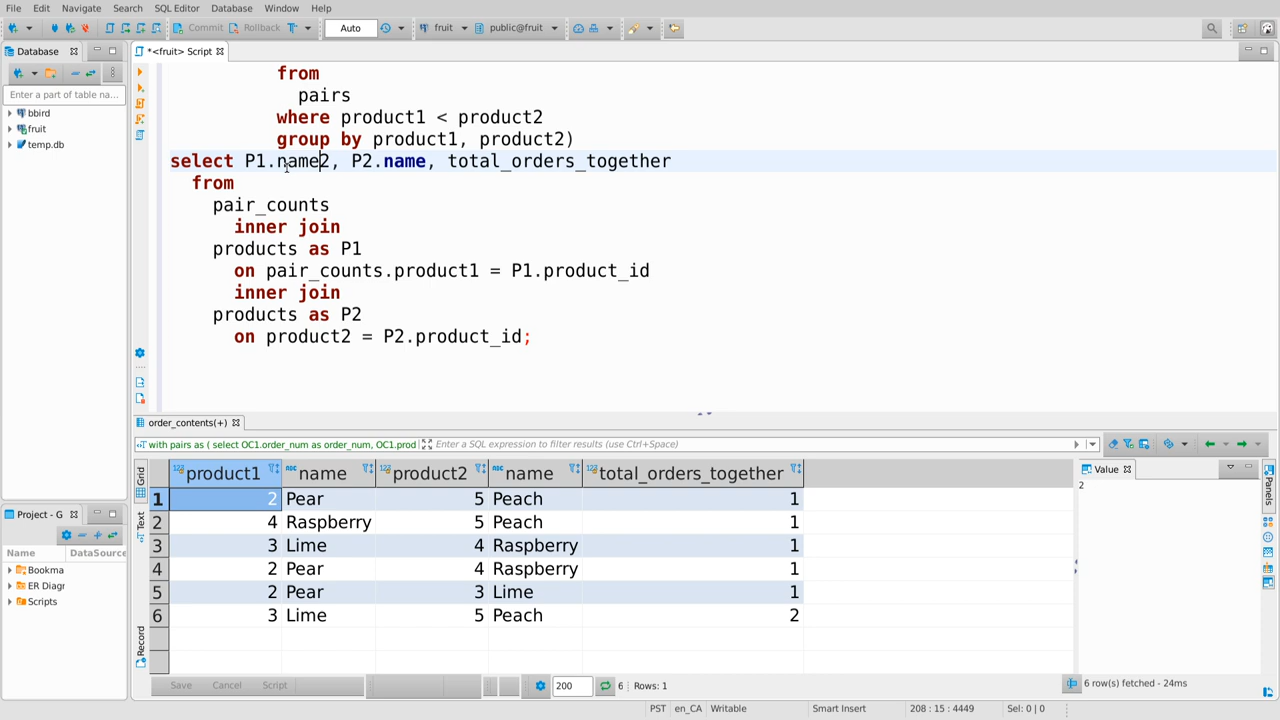 File Edit Navigate Search SQL Editor Database Window Help
Commit Rollback Auto fruit public@fruit
Database *<fruit> Script
Enter a part of table na...
bbird
fruit
temp.db
from
pairs
where product1 < product2
group by product1, product2)
select P1.name2, P2.name, total_orders_together
from
pair_counts
inner join
products as P1
on pair_counts.product1 = P1.product_id
inner join
products as P2
on product2 = P2.product_id;
order_contents(+)
with pairs as ( select OC1.order_num as order_num, OC1.prod Enter a SQL expression to filter results (use Ctrl+Space)
Grid
Text
Record
123 product1 abc name 123 product2 abc name 123 total_orders_together
1 2 Pear 5 Peach 1
2 4 Raspberry 5 Peach 1
3 3 Lime 4 Raspberry 1
4 2 Pear 4 Raspberry 1
5 2 Pear 3 Lime 1
6 3 Lime 5 Peach 2
Value
2
Panels
Project - G
Name DataSource
Bookma
ER Diagr
Scripts
Save Cancel Script 200 6 Rows: 1 6 row(s) fetched - 24ms
PST en_CA Writable Smart Insert 208 : 15 : 4449 Sel: 0 | 0